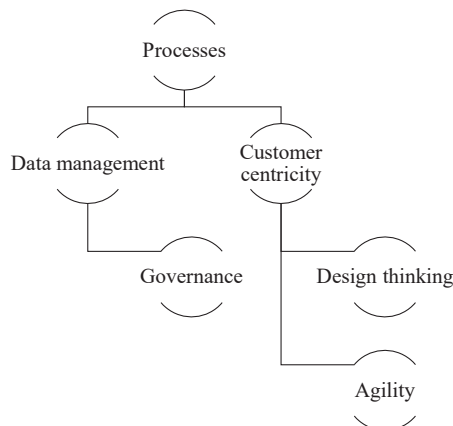 Processes
Data management
Customer
centricity
Governance
Design thinking
Agility